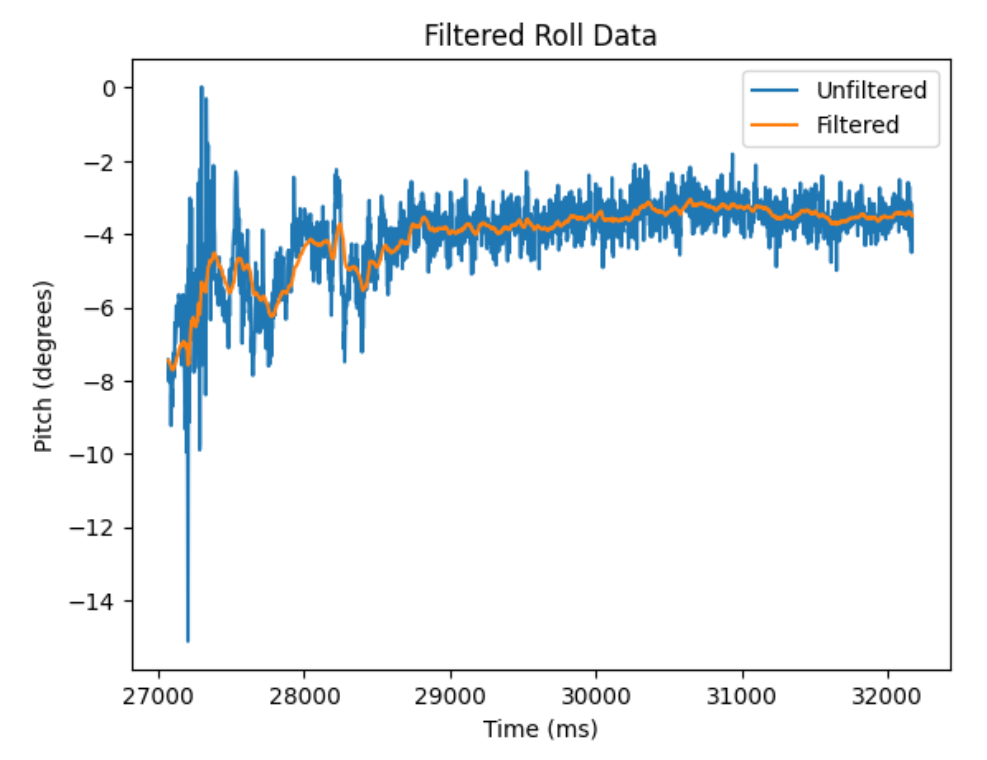 Filtered Roll Data
Unfiltered
Filtered
0
−2
−4
−6
−8
−10
−12
−14
Pitch (degrees)
27000 28000 29000 30000 31000 32000
Time (ms)